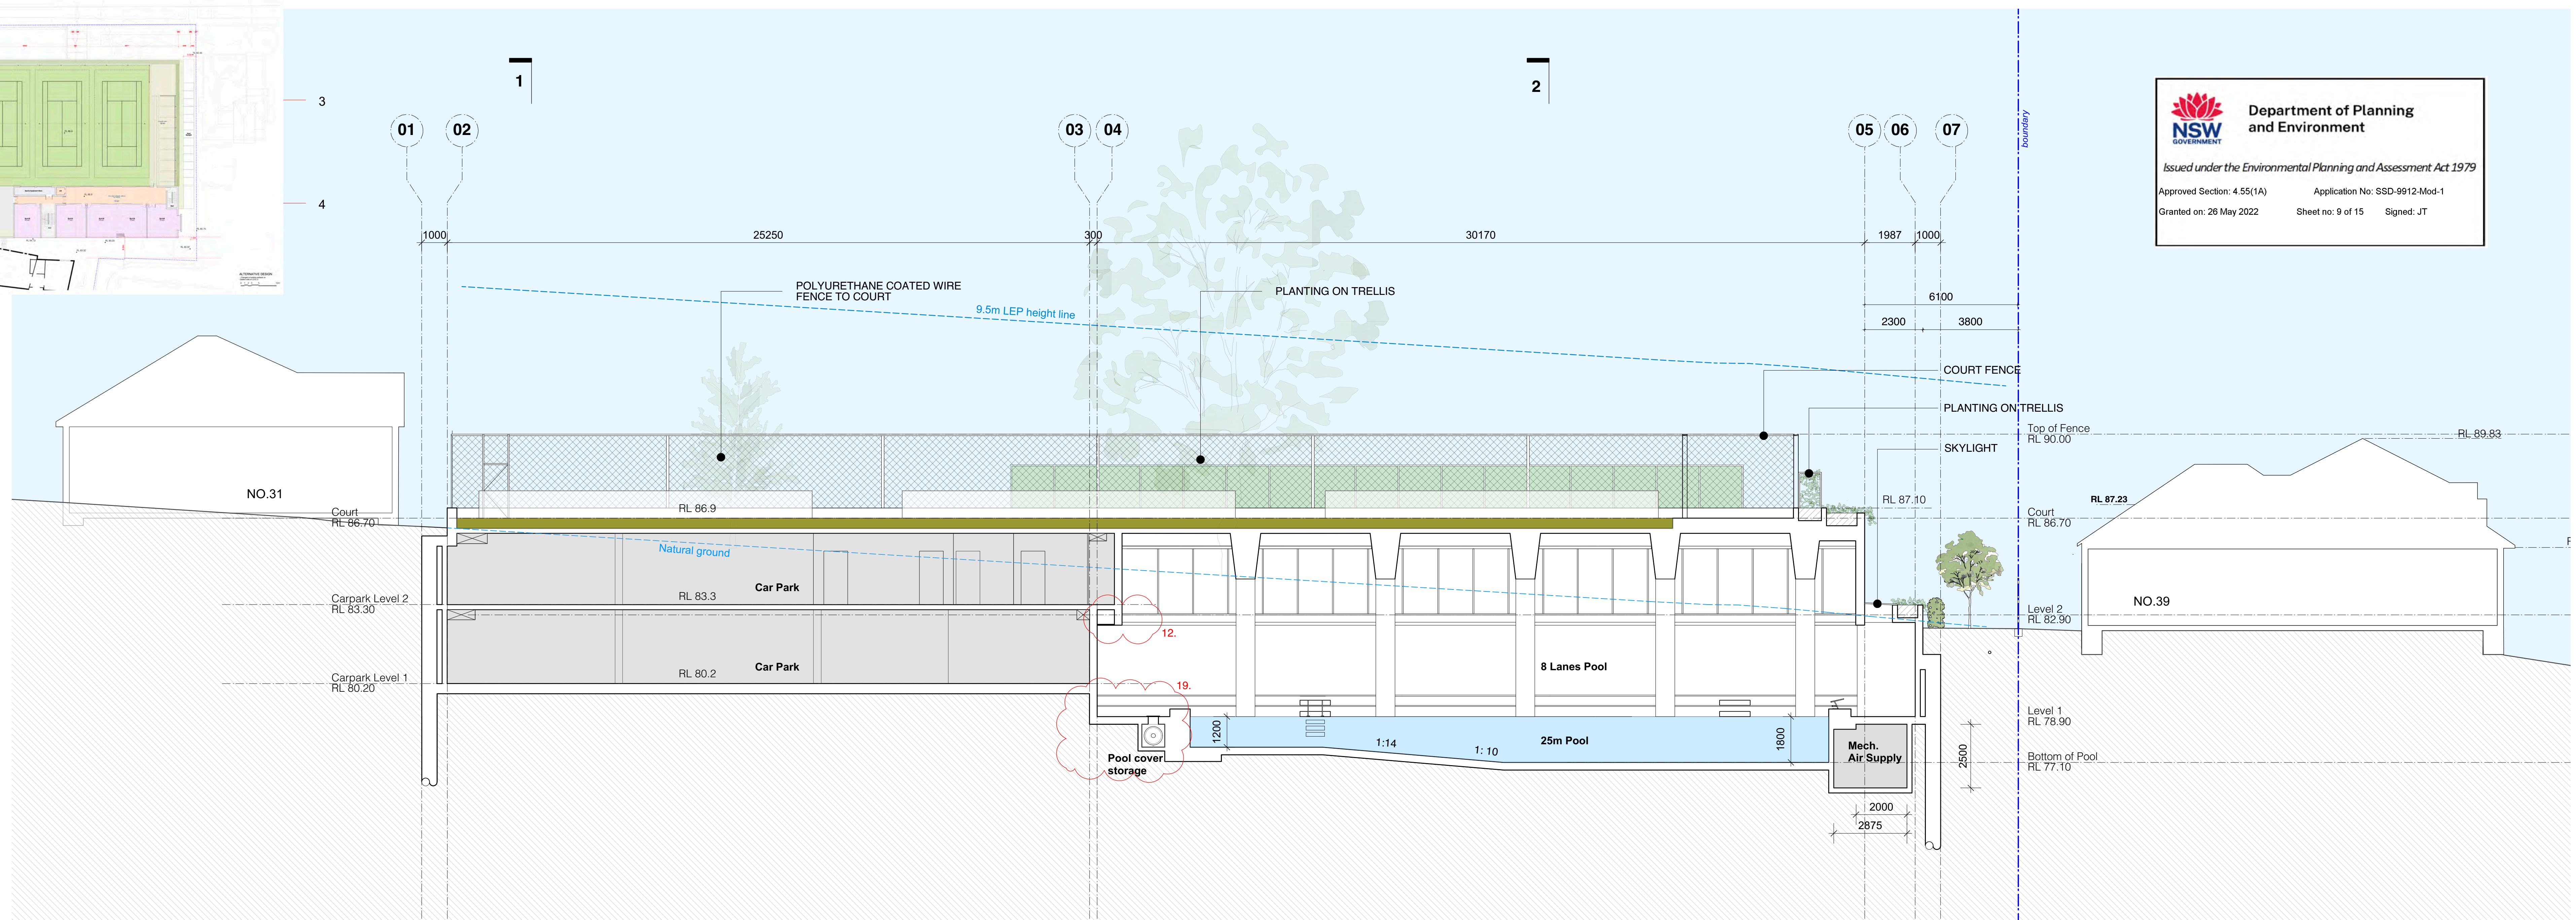 3
4
1
2
01
02
03
04
05
06
07
boundary
NSW
GOVERNMENT
Department of Planning
and Environment
Issued under the Environmental Planning and Assessment Act 1979
Approved Section: 4.55(1A)
Application No: SSD-9912-Mod-1
Granted on: 26 May 2022
Sheet no: 9 of 15
Signed: JT
1000
25250
300
30170
1987
1000
6100
2300
3800
POLYURETHANE COATED WIRE
FENCE TO COURT
PLANTING ON TRELLIS
9.5m LEP height line
COURT FENCE
PLANTING ON TRELLIS
SKYLIGHT
Top of Fence
RL 90.00
RL 89.83
NO.31
RL 87.10
RL 87.23
Court
RL 86.70
RL 86.9
Court
RL 86.70
Natural ground
Car Park
Carpark Level 2
RL 83.30
RL 83.3
NO.39
Level 2
RL 82.90
12.
Car Park
8 Lanes Pool
Carpark Level 1
RL 80.20
RL 80.2
19.
Level 1
RL 78.90
1200
1:14
1: 10
25m Pool
1800
Mech.
Air Supply
2500
Pool cover
storage
Bottom of Pool
RL 77.10
2000
2875
ALTERNATIVE DESIGN